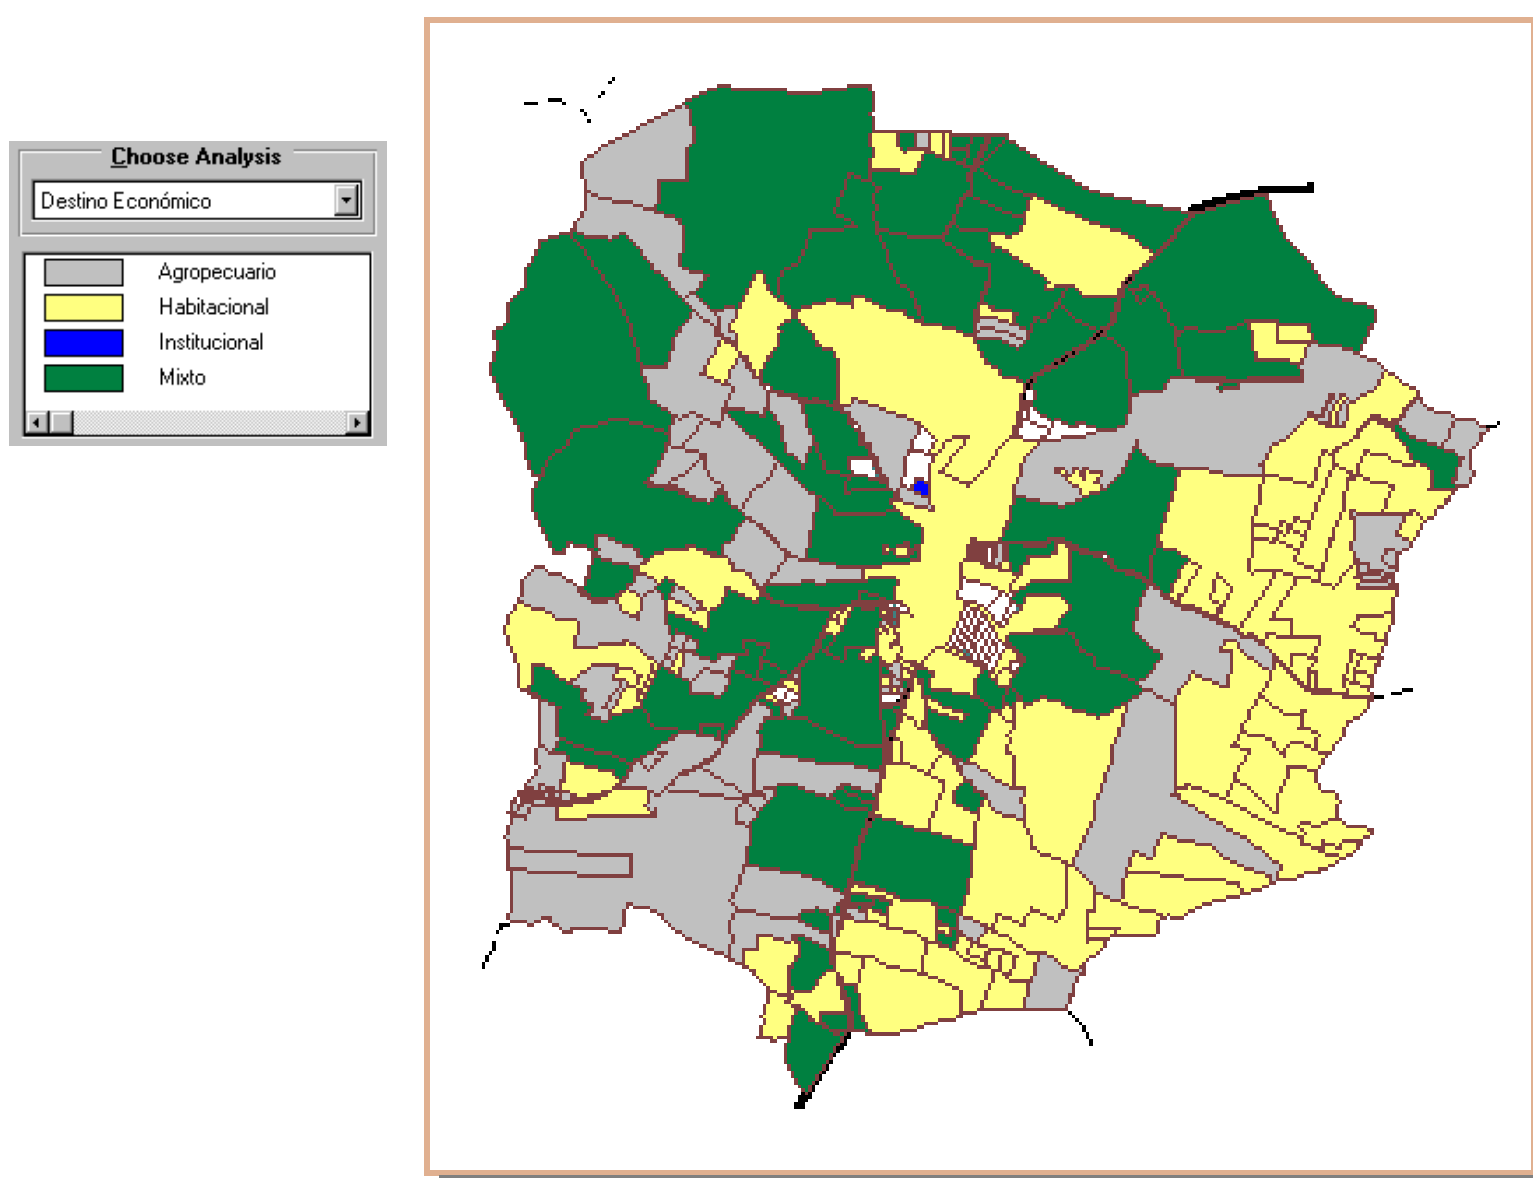 Choose Analysis
Destino Económico
Agropecuario
Habitacional
Institucional
Mixto